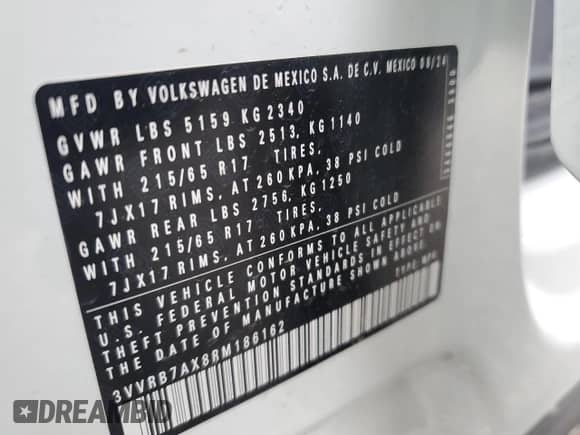 MFD BY VOLKSWAGEN DE MEXICO S.A. DE C.V. MEXICO 08/24
GVWR LBS 5159 KG 2340
GAWR FRONT LBS 2513, KG 1140
WITH 215/65 R17 TIRES,
7JX17 RIMS, AT 260 KPA, 38 PSI COLD
GAWR REAR LBS 2756, KG 1250
WITH 215/65 R17 TIRES,
7JX17 RIMS, AT 260 KPA, 38 PSI COLD
THIS VEHICLE CONFORMS TO ALL APPLICABLE
U.S. FEDERAL MOTOR VEHICLE SAFETY AND
THEFT PREVENTION STANDARDS IN EFFECT ON
THE DATE OF MANUFACTURE SHOWN ABOVE.
TYPE: MPV
3VVRB7AX8RM186162
DREAMBID